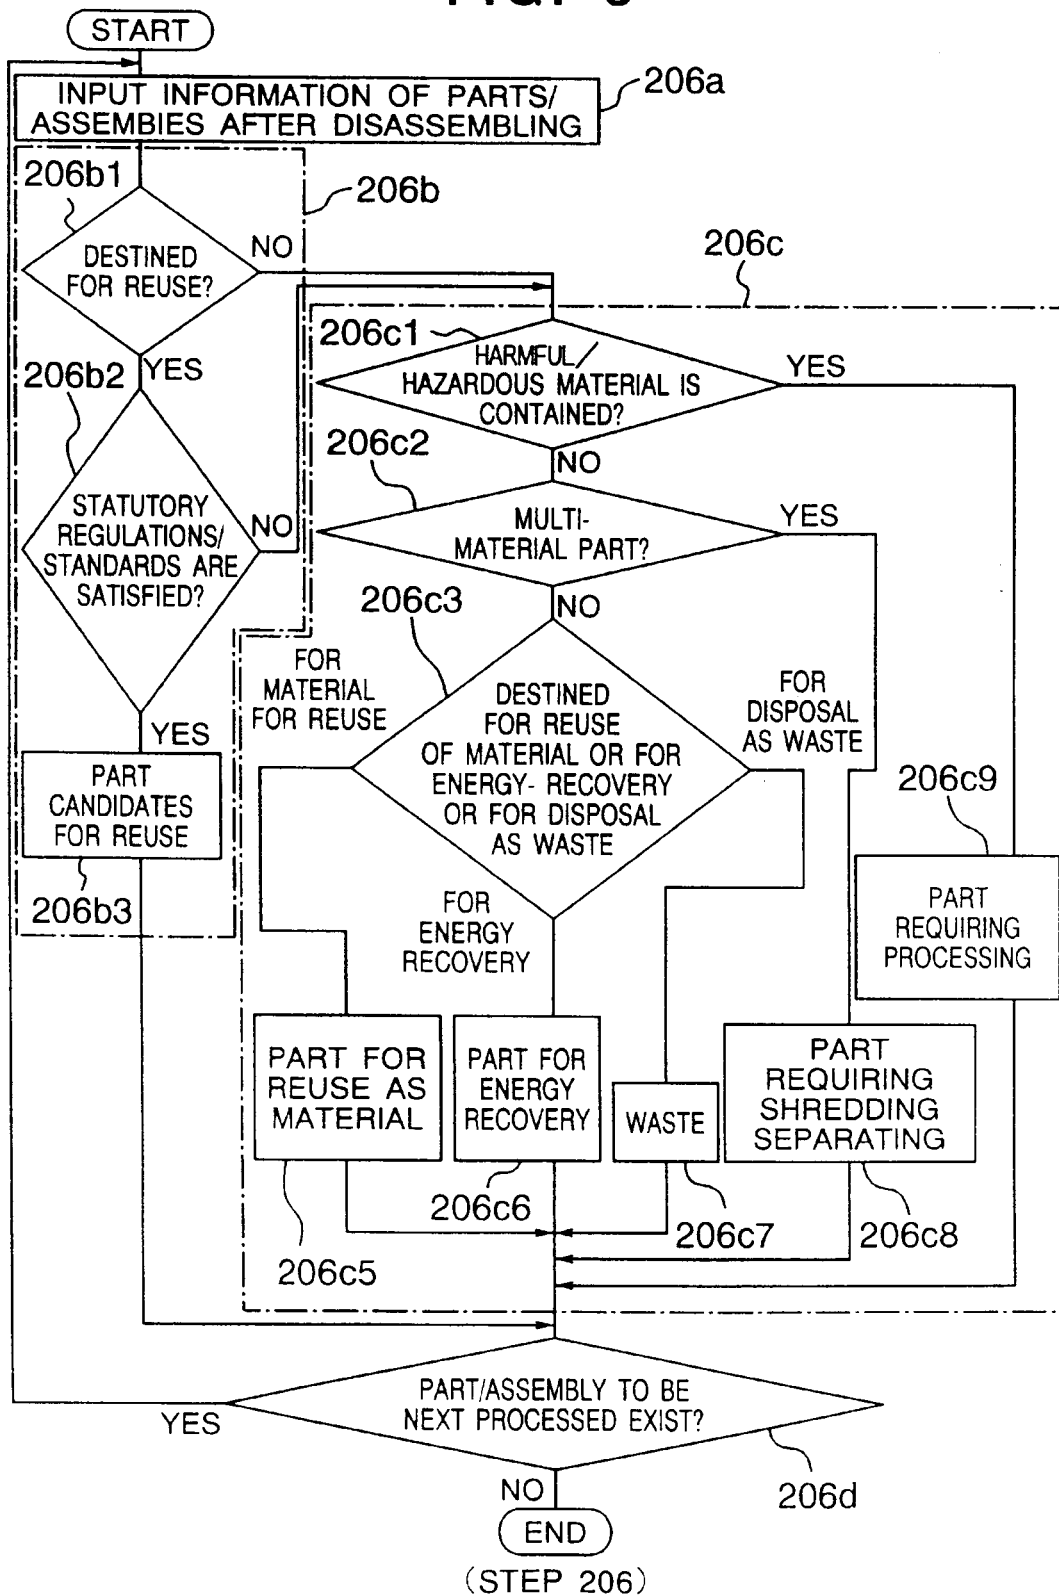 START
206a
INPUT INFORMATION OF PARTS/
ASSEMBIES AFTER DISASSEMBLING
206b1
206b
DESTINED
FOR REUSE?
NO
206c
206c1
HARMFUL/
HAZARDOUS MATERIAL IS
CONTAINED?
YES
YES
206b2
206c2
NO
STATUTORY
REGULATIONS/
STANDARDS ARE
SATISFIED?
NO
MULTI-
MATERIAL PART?
YES
206c3
NO
FOR
MATERIAL
FOR REUSE
DESTINED
FOR REUSE
OF MATERIAL OR FOR
ENERGY- RECOVERY
OR FOR DISPOSAL
AS WASTE
FOR
DISPOSAL
AS WASTE
YES
PART
CANDIDATES
FOR REUSE
206b3
206c9
PART
REQUIRING
PROCESSING
FOR
ENERGY
RECOVERY
PART FOR
REUSE AS
MATERIAL
PART FOR
ENERGY
RECOVERY
WASTE
PART
REQUIRING
SHREDDING
SEPARATING
206c5
206c6
206c7
206c8
PART/ASSEMBLY TO BE
NEXT PROCESSED EXIST?
YES
206d
NO
END
(STEP 206)